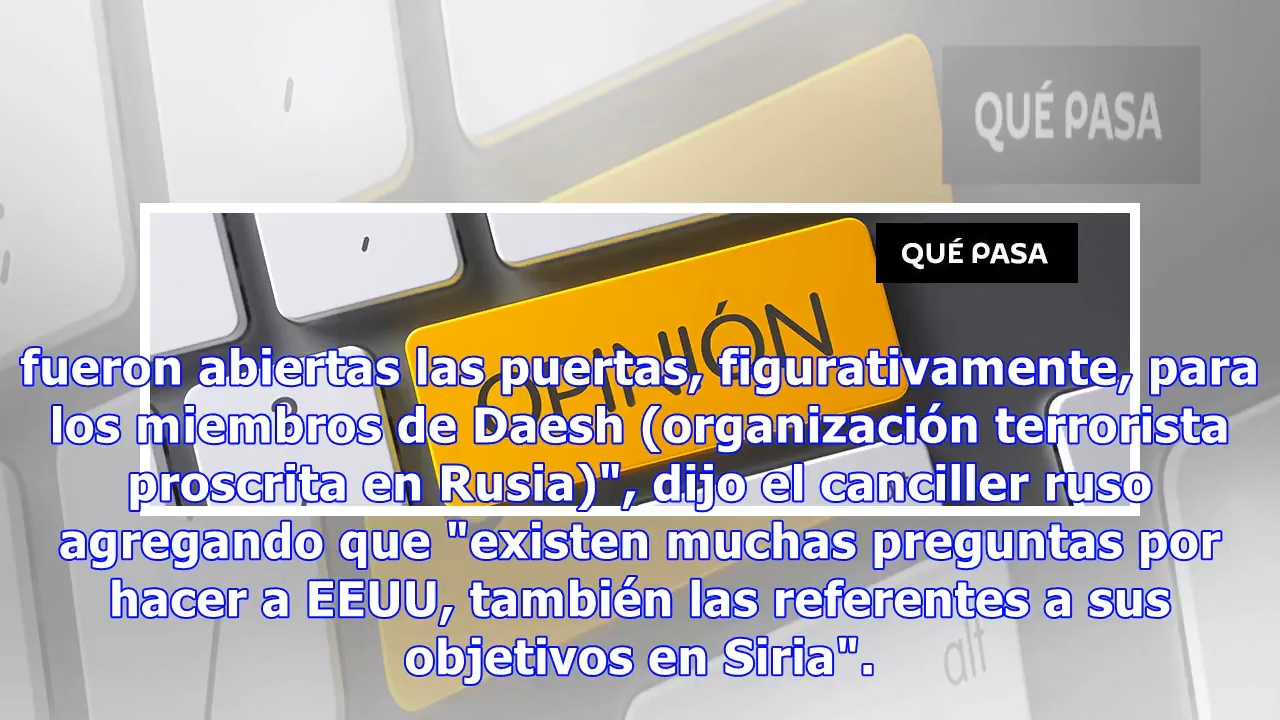 QUÉ PASA
QUÉ PASA
OPINIÓN
fueron abiertas las puertas, figurativamente, para
los miembros de Daesh (organización terrorista
proscrita en Rusia)", dijo el canciller ruso
agregando que "existen muchas preguntas por
hacer a EEUU, también las referentes a sus
objetivos en Siria".
alt